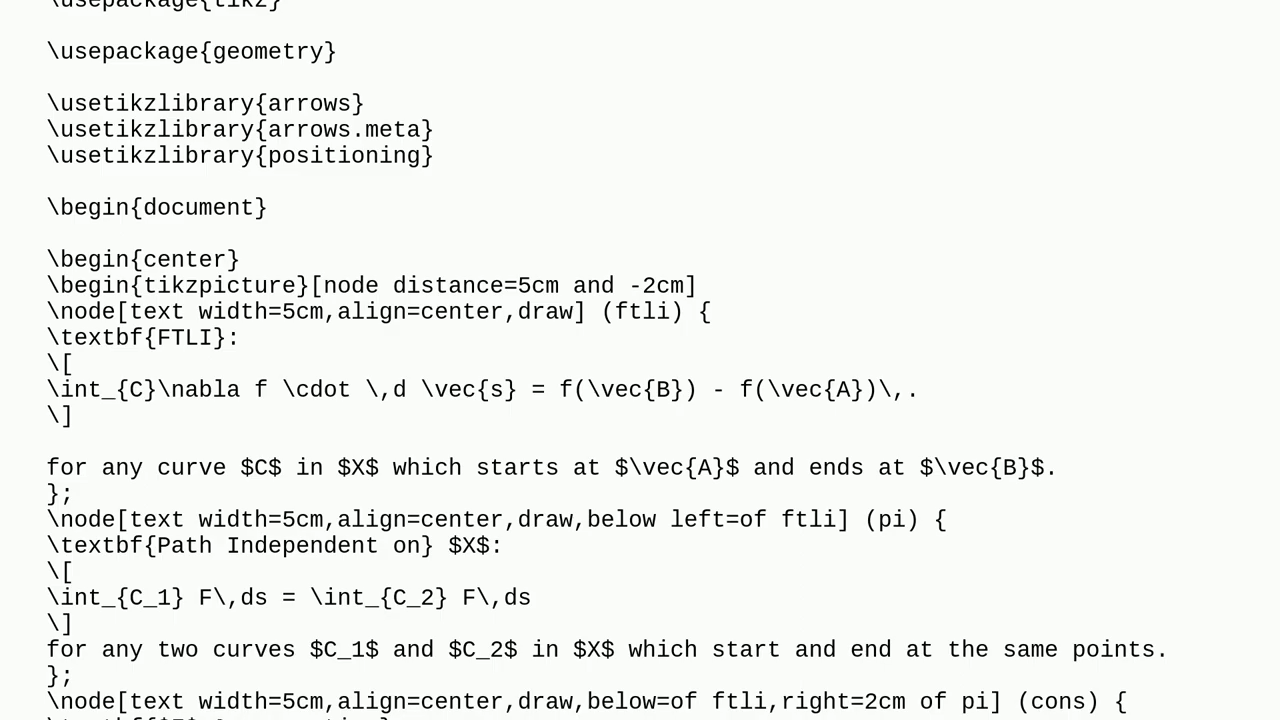 \usepackage{tikz}
\usepackage{geometry}
\usetikzlibrary{arrows}
\usetikzlibrary{arrows.meta}
\usetikzlibrary{positioning}
\begin{document}
\begin{center}
\begin{tikzpicture}[node distance=5cm and -2cm]
\node[text width=5cm,align=center,draw] (ftli) {
\textbf{FTLI}:
\[
\int_{C}\nabla f \cdot \,d \vec{s} = f(\vec{B}) - f(\vec{A})\,.
\]
for any curve $C$ in $X$ which starts at $\vec{A}$ and ends at $\vec{B}$.
};
\node[text width=5cm,align=center,draw,below left=of ftli] (pi) {
\textbf{Path Independent on} $X$:
\[
\int_{C_1} F\,ds = \int_{C_2} F\,ds
\]
for any two curves $C_1$ and $C_2$ in $X$ which start and end at the same points.
};
\node[text width=5cm,align=center,draw,below=of ftli,right=2cm of pi] (cons) {